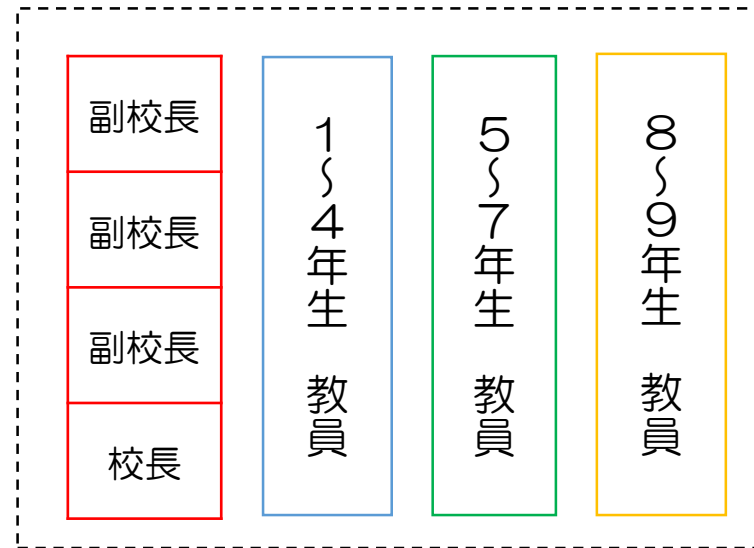 副校長
副校長
副校長
校長
１～４年生　教員
５～７年生　教員
８～９年生　教員